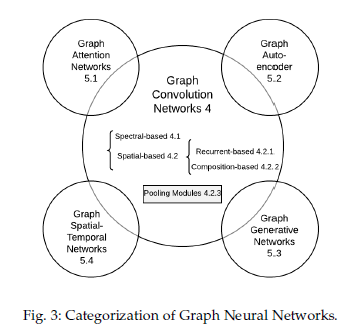 Graph
Attention
Networks
5.1
Graph
Auto-
encoder
5.2
Graph
Convolution
Networks 4
Spectral-based 4.1
Spatial-based 4.2
Recurrent-based 4.2.1
Composition-based 4.2.2
Pooling Modules 4.2.3
Graph
Spatial-
Temporal
Networks
5.4
Graph
Generative
Networks
5.3
Fig. 3: Categorization of Graph Neural Networks.